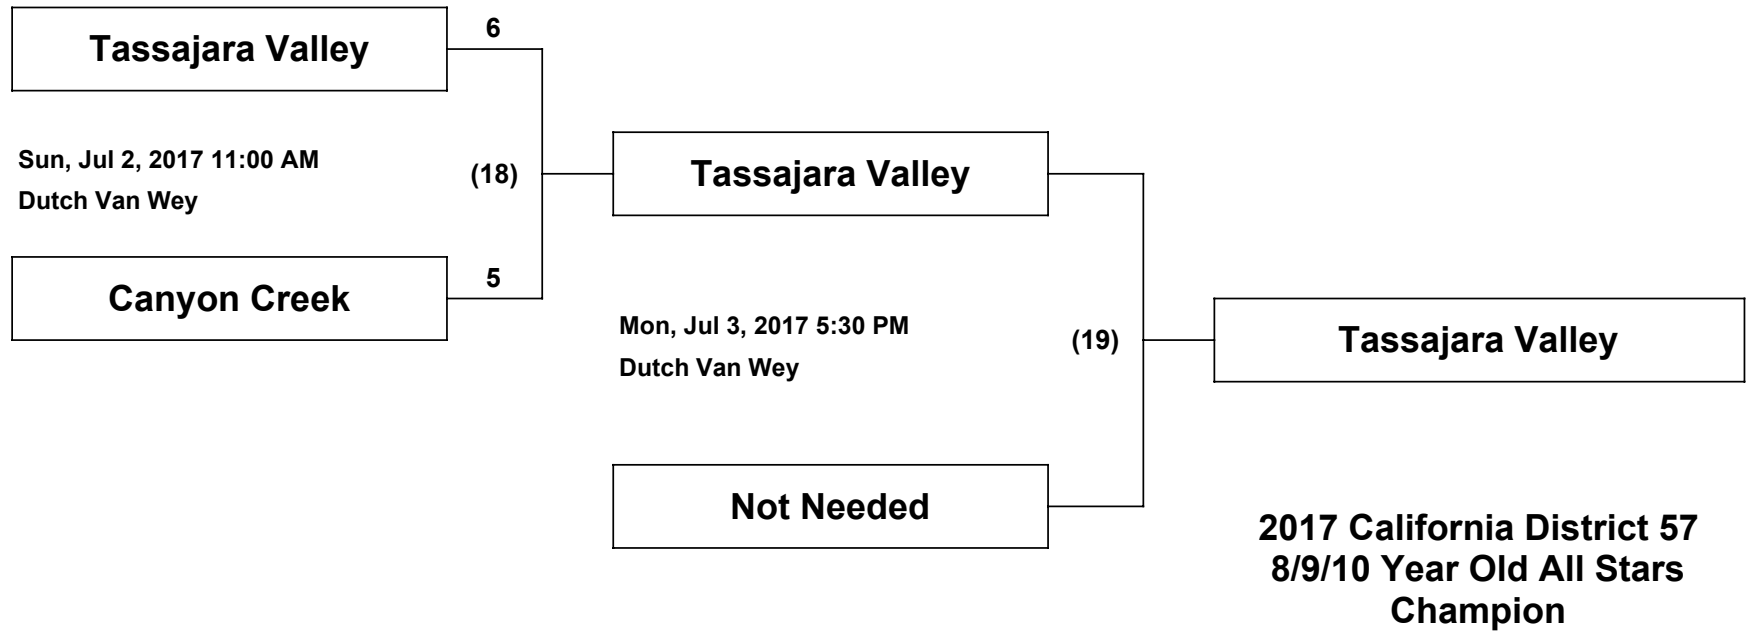 6
Tassajara Valley
Sun, Jul 2, 2017 11:00 AM
Dutch Van Wey
(18)
Tassajara Valley
Canyon Creek
5
Mon, Jul 3, 2017 5:30 PM
Dutch Van Wey
(19)
Tassajara Valley
Not Needed
2017 California District 57
8/9/10 Year Old All Stars
Champion